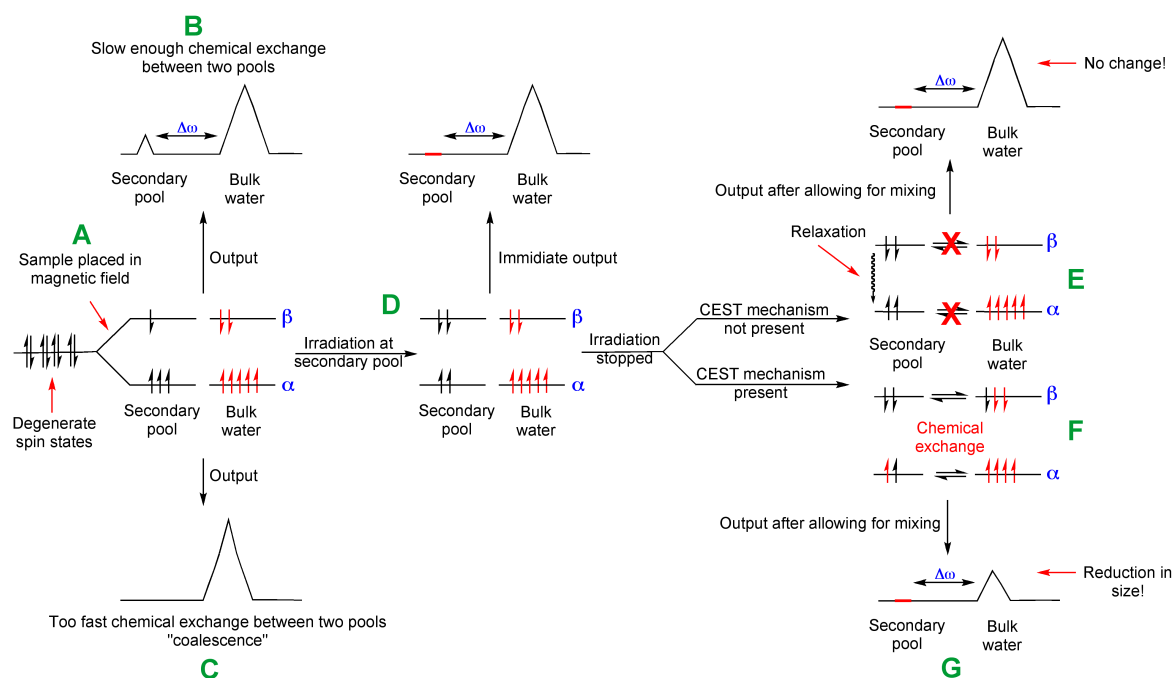 B
Slow enough chemical exchange
between two pools
Δω
Secondary
pool
Bulk
water
Δω
Secondary
pool
Bulk
water
No change!
Δω
Secondary
pool
Bulk
water
Output after allowing for mixing
A
Sample placed in
magnetic field
Output
Immidiate output
Relaxation
β
X
E
D
β
β
CEST mechanism
not present
α
X
Irradiation at
secondary pool
Irradiation
stopped
Secondary
pool
Bulk
water
α
α
CEST mechanism
present
β
Degenerate
spin states
Secondary
pool
Bulk
water
Secondary
pool
Bulk
water
Chemical
exchange
F
α
Output
Output after allowing for mixing
Δω
Reduction in
size!
Too fast chemical exchange between two pools
"coalescence"
C
Secondary
pool
Bulk
water
G